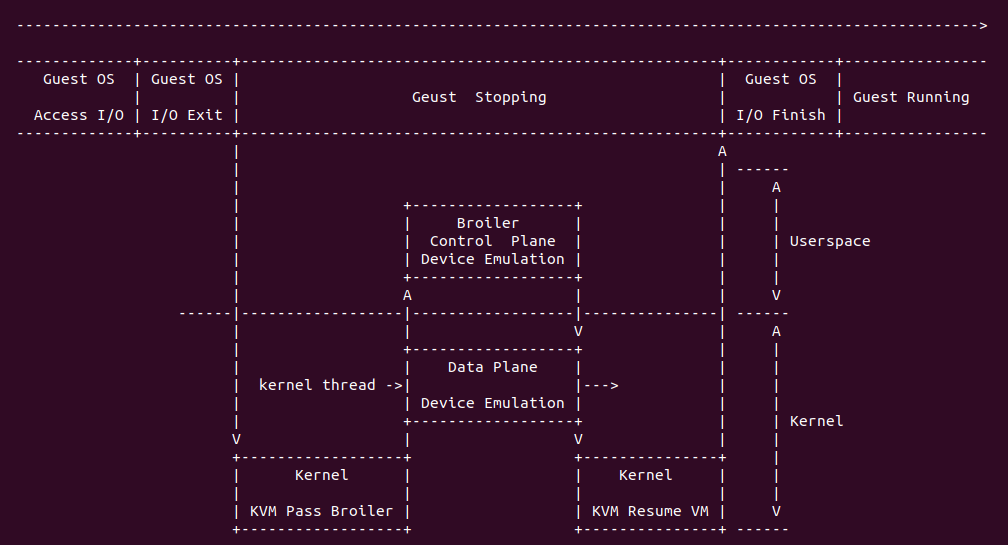 Guest OS | Guest OS | | Guest OS |
| | Geust  Stopping | | Guest Running
Access I/O | I/O Exit | | I/O Finish |
Broiler
Control  Plane
Userspace
Device Emulation
Data Plane
kernel thread ->
--->
Device Emulation
Kernel
Kernel
Kernel
KVM Pass Broiler
KVM Resume VM